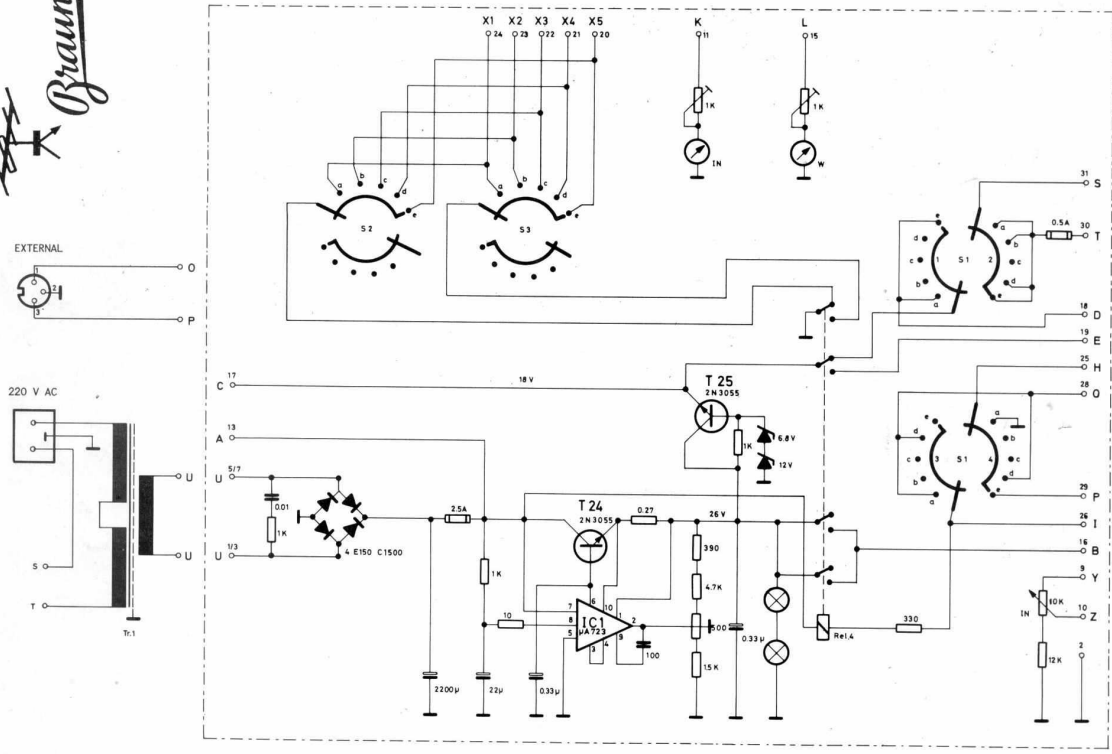 Braun
X1 X2 X3 X4 X5 K L
24 23 22 21 20 11 15
1K 1K
IN W
a b c d e a b c d e
S2 S3
EXTERNAL
1 2 3
O
P
31 S
0.5A 30 T
e d c b a 1 S1 2 a b c d e
18 D
19 E
25 H
28 Q
e d c b a 3 S1 4 a b c d e
29 P
26 I
16 B
9 Y
10K
IN 10 Z
12K 2
220 V AC
S
T
Tr.1
U
U
C 17 18 V
A 13
U 5/7
0.01
1K
U 1/3
4 E150 C1500
2.5A
T 25
2N3055
1K 6.8V
12V
T 24
2N3055
0.27 26 V
390
4.7K
500
1.5K
1K
10
7 6 10 1
8 IC1 2
5 µA723
3 4 9
100
2200µ 22µ 0.33µ
0.33µ
Rel.4
330